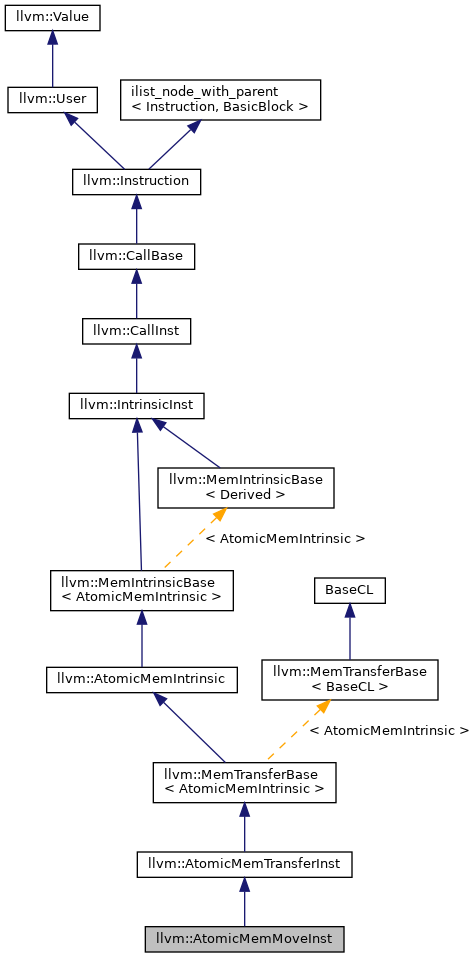 llvm::Value
llvm::User
ilist_node_with_parent
< Instruction, BasicBlock >
llvm::Instruction
llvm::CallBase
llvm::CallInst
llvm::IntrinsicInst
llvm::MemIntrinsicBase
< Derived >
< AtomicMemIntrinsic >
llvm::MemIntrinsicBase
< AtomicMemIntrinsic >
BaseCL
llvm::AtomicMemIntrinsic
llvm::MemTransferBase
< BaseCL >
< AtomicMemIntrinsic >
llvm::MemTransferBase
< AtomicMemIntrinsic >
llvm::AtomicMemTransferInst
llvm::AtomicMemMoveInst